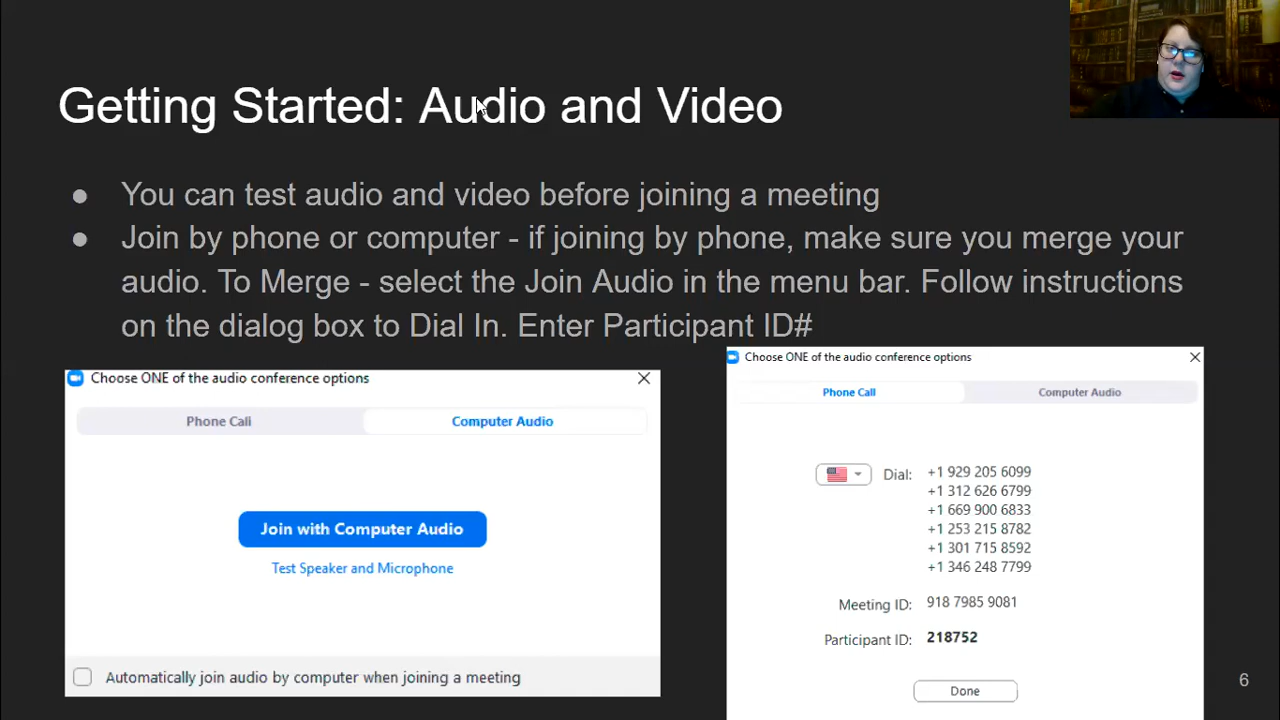 Getting Started: Audio and Video
● You can test audio and video before joining a meeting
● Join by phone or computer - if joining by phone, make sure you merge your
audio. To Merge - select the Join Audio in the menu bar. Follow instructions
on the dialog box to Dial In. Enter Participant ID#
Choose ONE of the audio conference options
Phone Call
Computer Audio
Join with Computer Audio
Test Speaker and Microphone
Automatically join audio by computer when joining a meeting
Choose ONE of the audio conference options
Phone Call
Computer Audio
Dial: +1 929 205 6099
+1 312 626 6799
+1 669 900 6833
+1 253 215 8782
+1 301 715 8592
+1 346 248 7799
Meeting ID: 918 7985 9081
Participant ID: 218752
Done
6